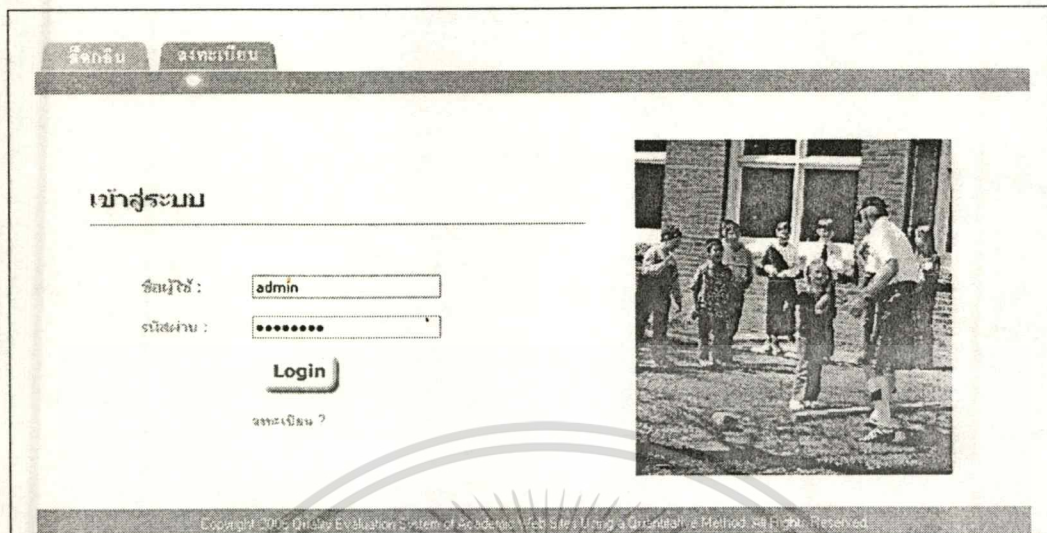 ล็อกอิน ลงทะเบียน
เข้าสู่ระบบ
ชื่อผู้ใช้ : admin
รหัสผ่าน : ●●●●●●●●
Login
ลงทะเบียน ?
Copyright 2005 Quality Evaluation System of Academic Web Sites Using a Quantitative Method. All Rights Reserved